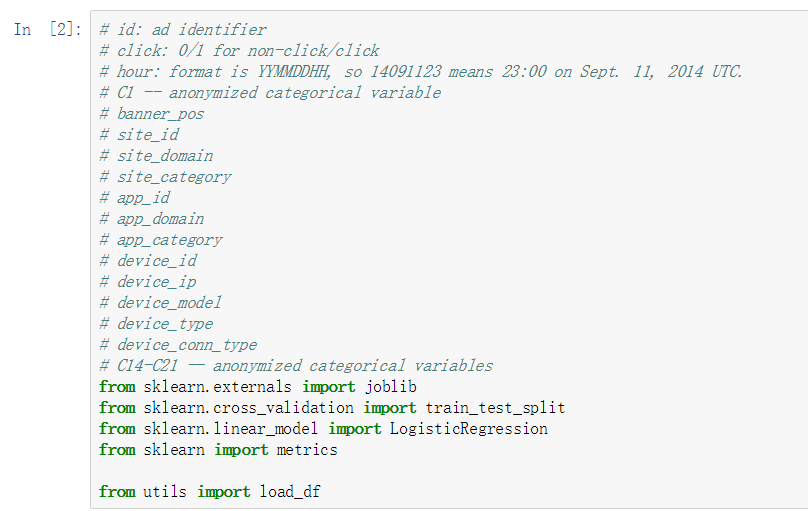 In [2]:
# id: ad identifier
# click: 0/1 for non-click/click
# hour: format is YYMMDDHH, so 14091123 means 23:00 on Sept. 11, 2014 UTC.
# C1 -- anonymized categorical variable
# banner_pos
# site_id
# site_domain
# site_category
# app_id
# app_domain
# app_category
# device_id
# device_ip
# device_model
# device_type
# device_conn_type
# C14-C21 -- anonymized categorical variables
from sklearn.externals import joblib
from sklearn.cross_validation import train_test_split
from sklearn.linear_model import LogisticRegression
from sklearn import metrics
from utils import load_df